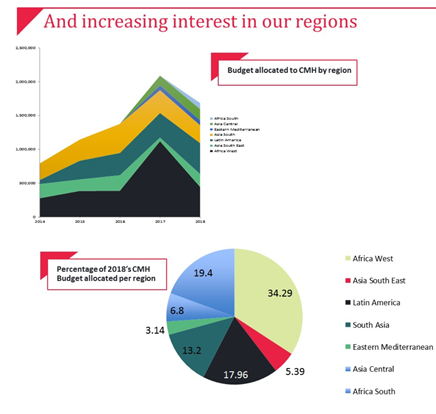 And increasing interest in our regions
2,500,000
2,000,000
1,500,000
1,000,000
500,000
0
2014
2015
2016
2017
2018
Budget allocated to CMH by region
Africa South
Asia Central
Eastern Mediterranean
Asia South
Latin America
Asia South East
Africa West
Percentage of 2018's CMH
Budget allocated per region
34.29
5.39
17.96
13.2
3.14
6.8
19.4
Africa West
Asia South East
Latin America
South Asia
Eastern Mediterranean
Asia Central
Africa South